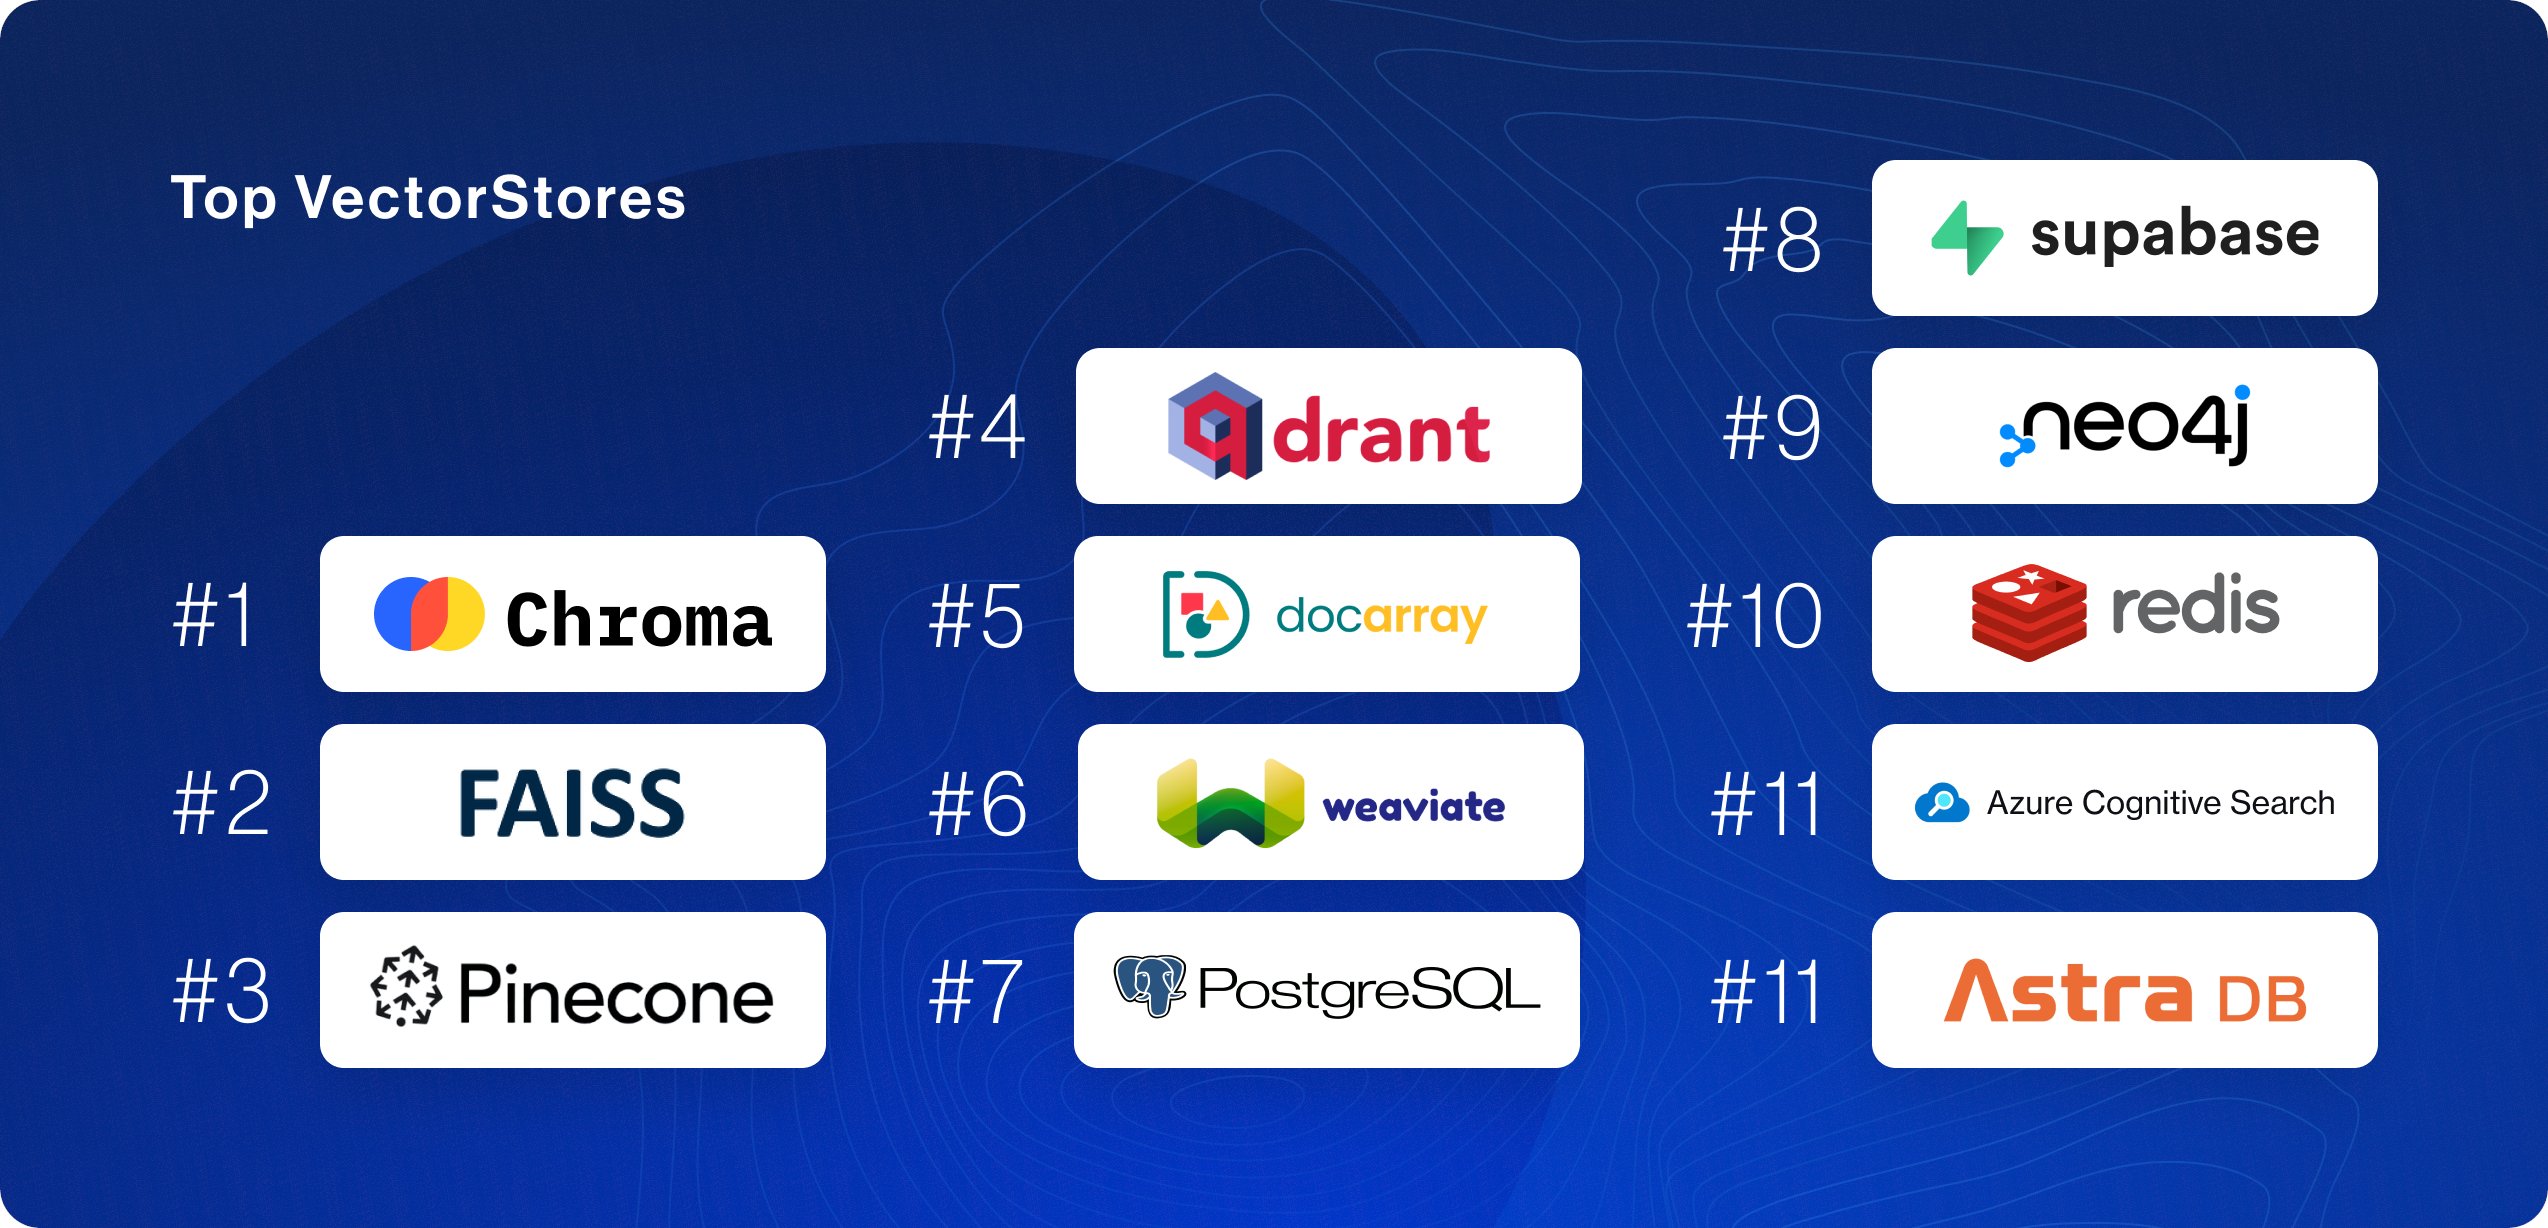 Top VectorStores
#1
Chroma
#2
FAISS
#3
Pinecone
#4
qdrant
#5
docarray
#6
weaviate
#7
PostgreSQL
#8
supabase
#9
neo4j
#10
redis
#11
Azure Cognitive Search
#11
Astra DB